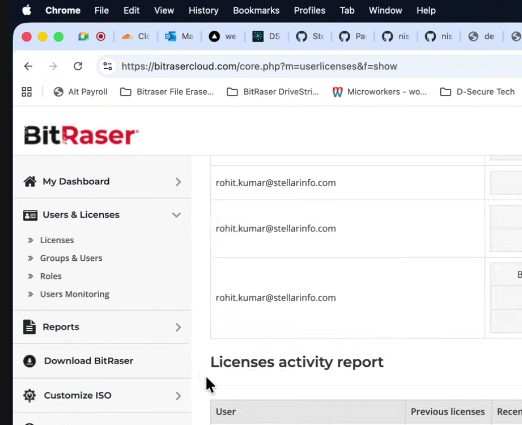 Chrome File Edit View History Bookmarks Profiles Tab Window Help
Clc Ma we DS Ste Pa nis nis de
https://bitrasercloud.com/core.php?m=userlicenses&f=show
Alt Payroll Bitraser File Erase... BitRaser DriveStri... Microworkers - wo... D-Secure Tech
BitRaser
My Dashboard
rohit.kumar@stellarinfo.com
Users & Licenses
rohit.kumar@stellarinfo.com
Licenses
Groups & Users
Roles
Users Monitoring
rohit.kumar@stellarinfo.com
Reports
Download BitRaser
Licenses activity report
Customize ISO
User Previous licenses Recen